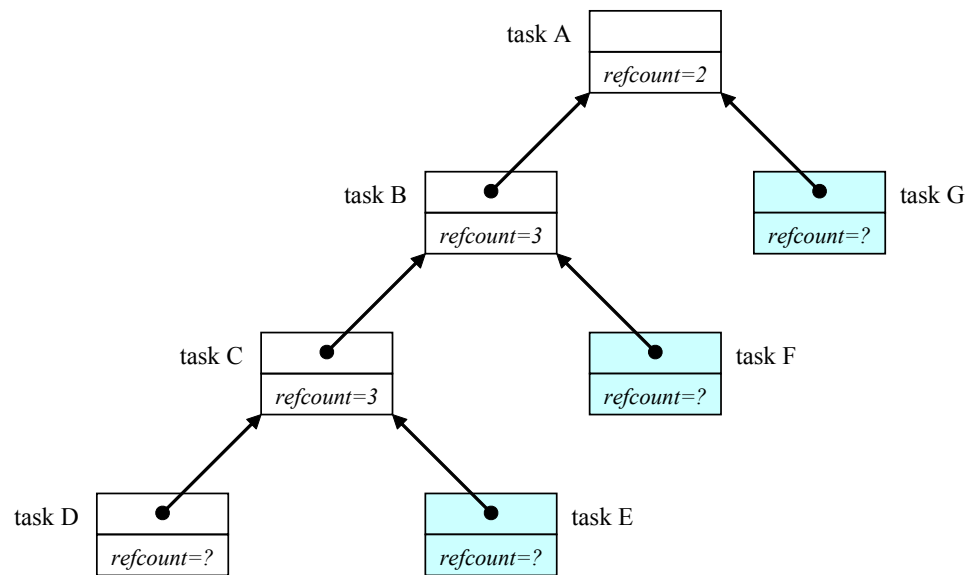 task A
refcount=2
task B
refcount=3
task G
refcount=?
task C
refcount=3
task F
refcount=?
task D
refcount=?
task E
refcount=?